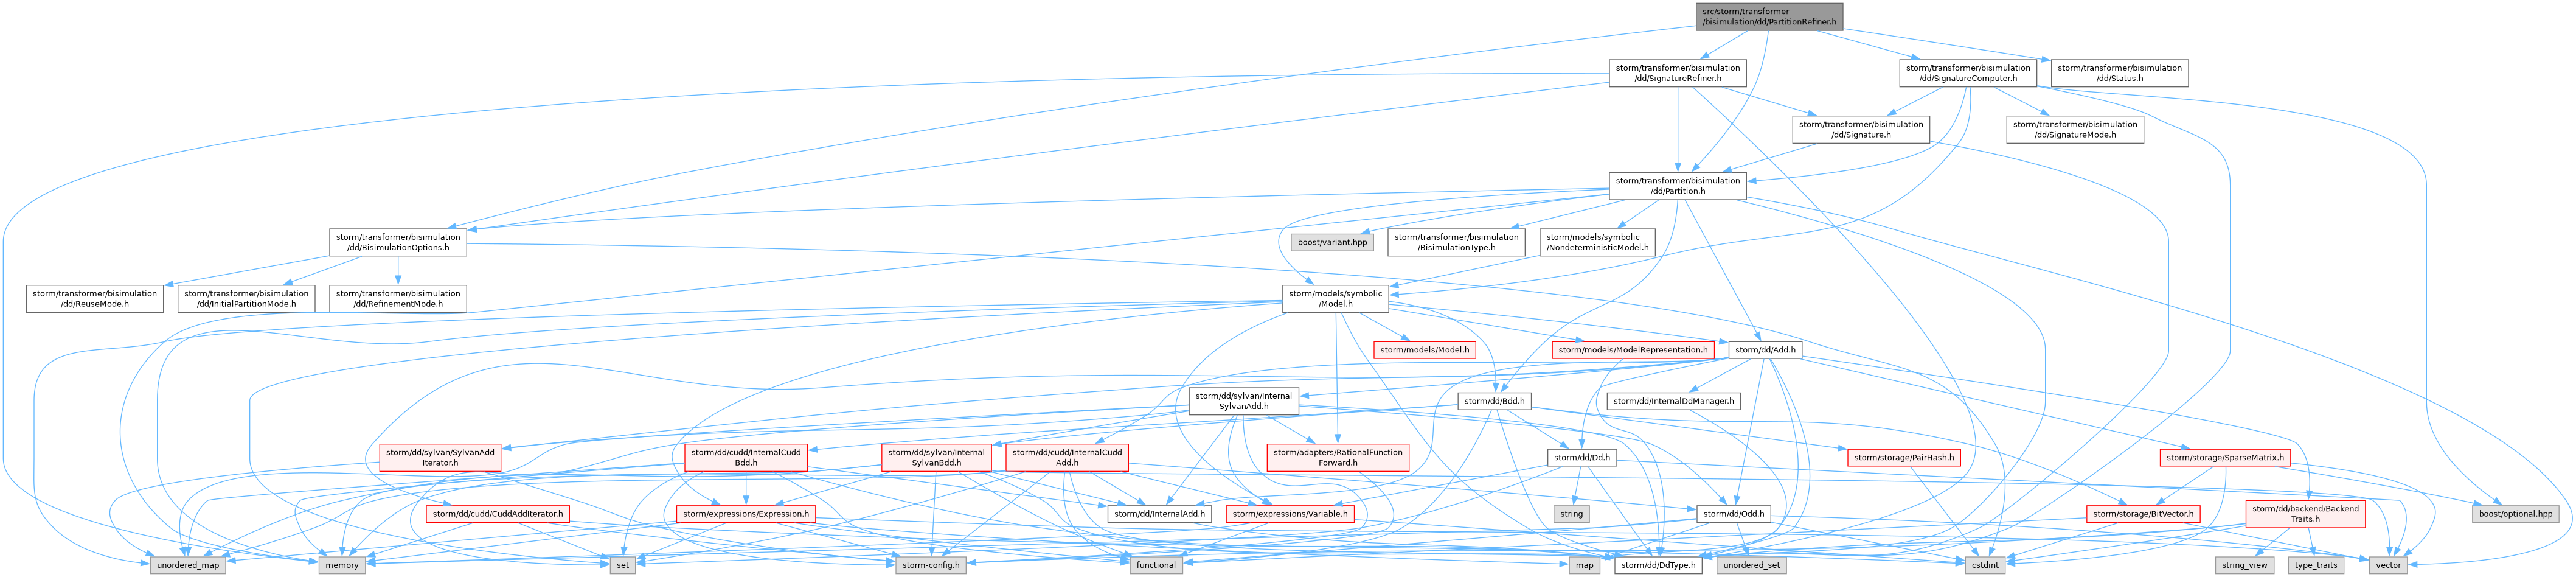 src/storm/transformer
/bisimulation/dd/PartitionRefiner.h
storm/transformer/bisimulation
/dd/SignatureRefiner.h
storm/transformer/bisimulation
/dd/SignatureComputer.h
storm/transformer/bisimulation
/dd/Status.h
storm/transformer/bisimulation
/dd/Signature.h
storm/transformer/bisimulation
/dd/SignatureMode.h
storm/transformer/bisimulation
/dd/Partition.h
storm/transformer/bisimulation
/dd/BisimulationOptions.h
boost/variant.hpp
storm/transformer/bisimulation
/BisimulationType.h
storm/models/symbolic
/NondeterministicModel.h
storm/transformer/bisimulation
/dd/ReuseMode.h
storm/transformer/bisimulation
/dd/InitialPartitionMode.h
storm/transformer/bisimulation
/dd/RefinementMode.h
storm/models/symbolic
/Model.h
storm/models/Model.h
storm/models/ModelRepresentation.h
storm/dd/Add.h
storm/dd/sylvan/Internal
SylvanAdd.h
storm/dd/Bdd.h
storm/dd/InternalDdManager.h
storm/dd/sylvan/SylvanAdd
Iterator.h
storm/dd/cudd/InternalCudd
Bdd.h
storm/dd/sylvan/Internal
SylvanBdd.h
storm/dd/cudd/InternalCudd
Add.h
storm/adapters/RationalFunction
Forward.h
storm/dd/Dd.h
storm/storage/PairHash.h
storm/storage/SparseMatrix.h
storm/dd/cudd/CuddAddIterator.h
storm/expressions/Expression.h
storm/dd/InternalAdd.h
storm/expressions/Variable.h
string
storm/dd/Odd.h
storm/storage/BitVector.h
storm/dd/backend/Backend
Traits.h
boost/optional.hpp
unordered_map
memory
set
storm-config.h
functional
map
storm/dd/DdType.h
unordered_set
cstdint
string_view
type_traits
vector